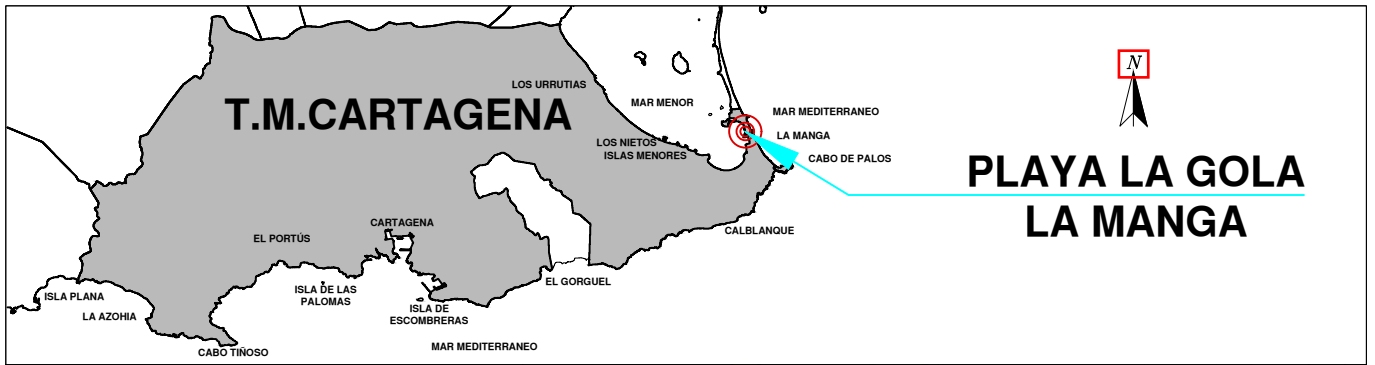 LOS URRUTIAS
T.M.CARTAGENA
MAR MENOR
MAR MEDITERRANEO
LA MANGA
LOS NIETOS
ISLAS MENORES
CABO DE PALOS
N
PLAYA LA GOLA
LA MANGA
CARTAGENA
CALBLANQUE
EL PORTÚS
EL GORGUEL
ISLA PLANA
ISLA DE LAS
PALOMAS
LA AZOHIA
ISLA DE
ESCOMBRERAS
CABO TIÑOSO
MAR MEDITERRANEO